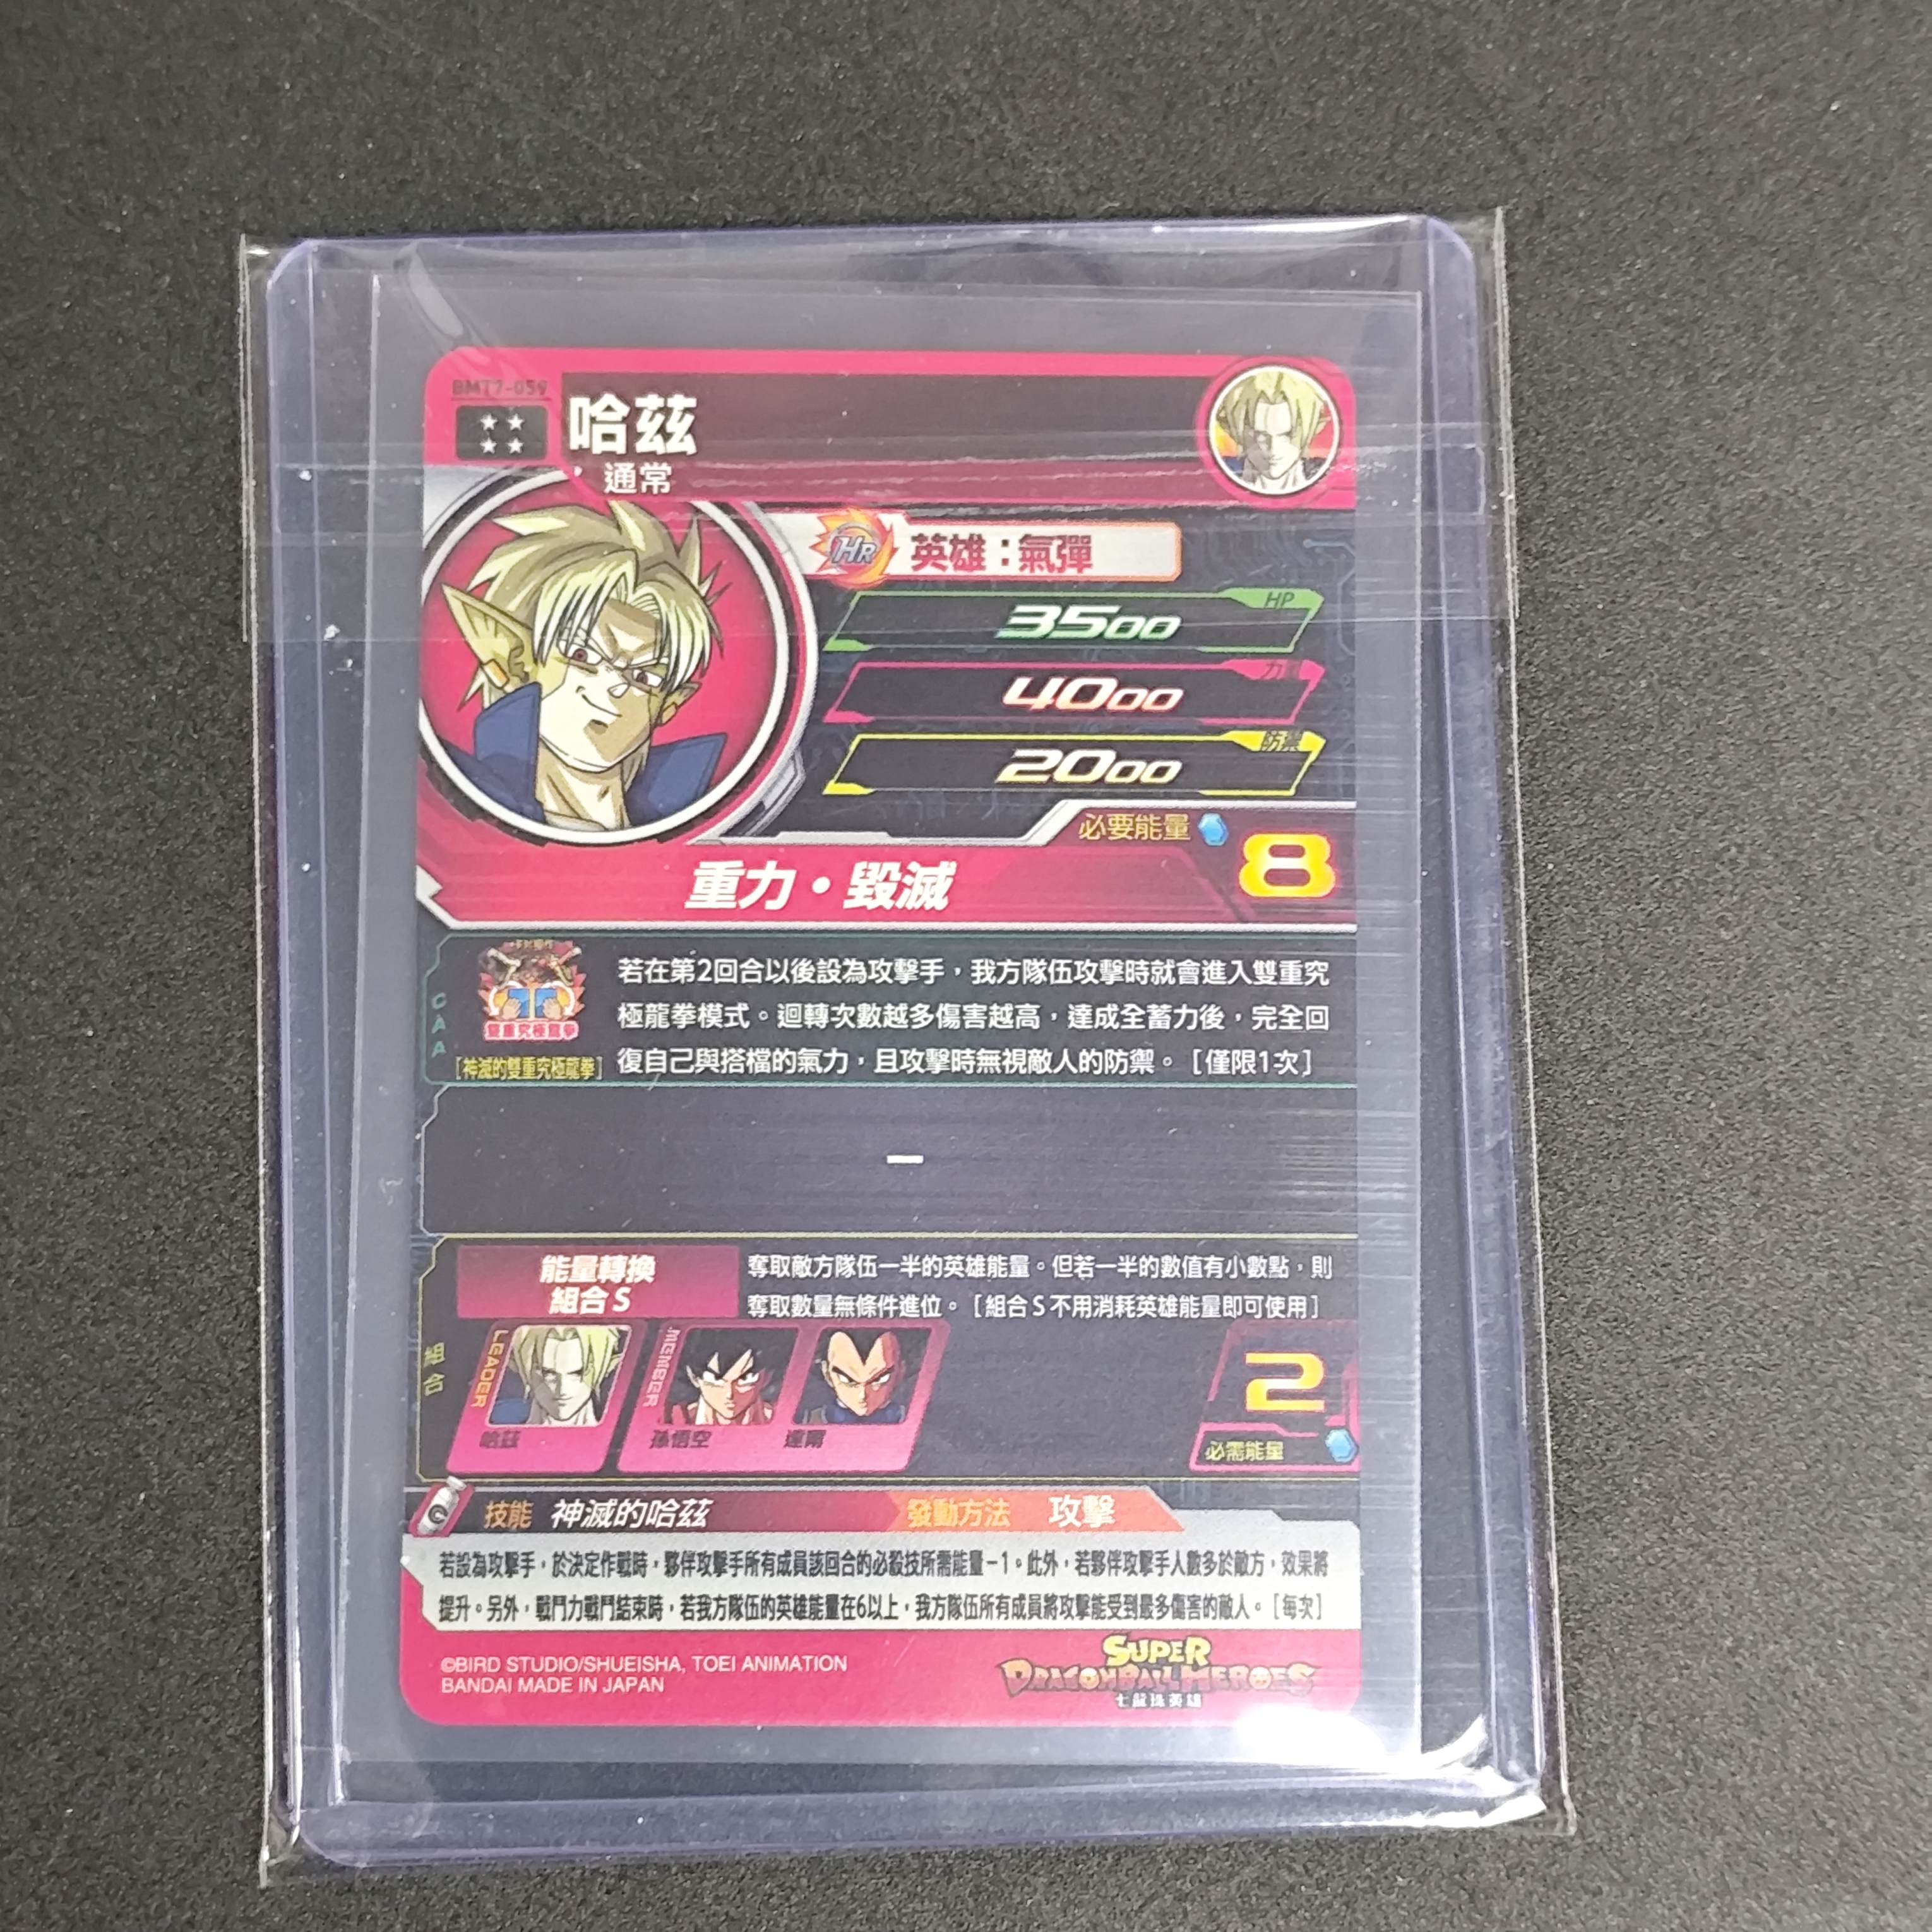 BMT7-059
哈茲
通常
HR 英雄：氣彈
HP
3500
4000
防禦
2000
必要能量
8
重力・毀滅
CAA
雙重究極龍拳
[神滅的雙重究極龍拳]
若在第2回合以後設為攻擊手，我方隊伍攻擊時就會進入雙重究
極龍拳模式。迴轉次數越多傷害越高，達成全蓄力後，完全回
復自己與搭檔的氣力，且攻擊時無視敵人的防禦。[僅限1次]
–
能量轉換
組合S
奪取敵方隊伍一半的英雄能量。但若一半的數值有小數點，則
奪取數量無條件進位。[組合S不用消耗英雄能量即可使用]
組合
LEADER
哈茲
MEMBER
孫悟空
達爾
2
必需能量
技能 神滅的哈茲 發動方法 攻擊
若設為攻擊手，於決定作戰時，夥伴攻擊手所有成員該回合的必殺技所需能量－1。此外，若夥伴攻擊手人數多於敵方，效果將
提升。另外，戰鬥力戰鬥結束時，若我方隊伍的英雄能量在6以上，我方隊伍所有成員將攻擊能受到最多傷害的敵人。[每次]
©BIRD STUDIO/SHUEISHA, TOEI ANIMATION
BANDAI MADE IN JAPAN
SUPER
DRAGONBALL HEROES
七龍珠英雄